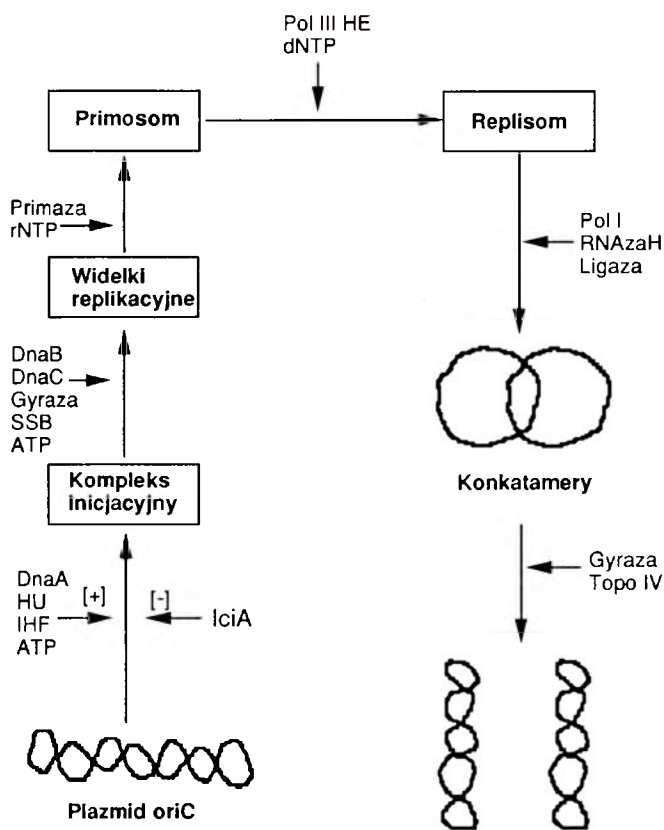 Pol III HE
dNTP
Primosom
Replisom
Primaza
rNTP
Pol I
RNAzaH
Ligaza
Widelki
replikacyjne
DnaB
DnaC
Gyraza
SSB
ATP
Kompleks
inicjacyjny
Konkatamery
DnaA
HU
IHF
ATP
[+]
[-]
IciA
Gyraza
Topo IV
Plazmid oriC